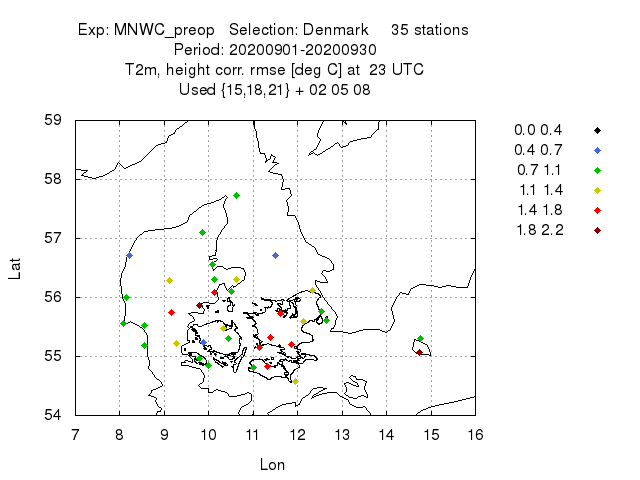 Exp: MNWC_preop Selection: Denmark 35 stations
Period: 20200901-20200930
T2m, height corr. rmse [deg C] at 23 UTC
Used {15,18,21} + 02 05 08
59
58
57
56
55
54
Lat
7 8 9 10 11 12 13 14 15 16
Lon
0.0 0.4
0.4 0.7
0.7 1.1
1.1 1.4
1.4 1.8
1.8 2.2